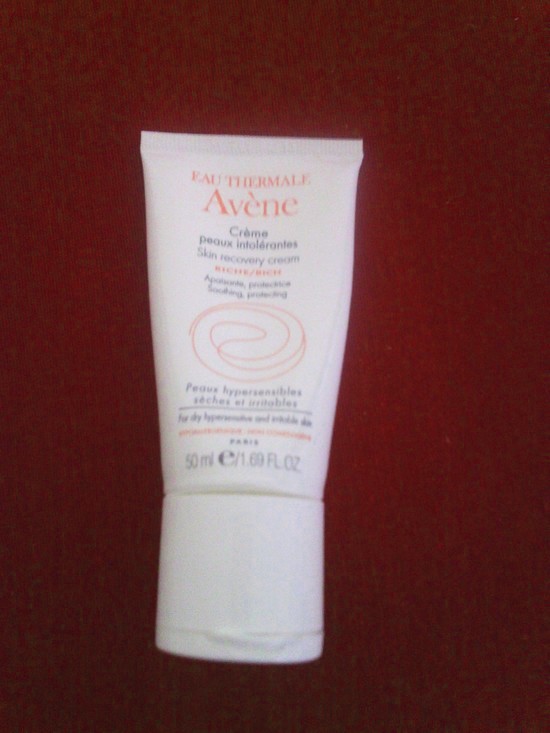 EAU THERMALE
Avène
Crème
peaux intolérantes
Skin recovery cream
RICHE/RICH
Apaisante, protectrice
Soothing, protecting
Peaux hypersensibles
sèches et irritables
For dry hypersensitive and irritable skin
PARIS
50 ml e/1.69 FL.OZ.